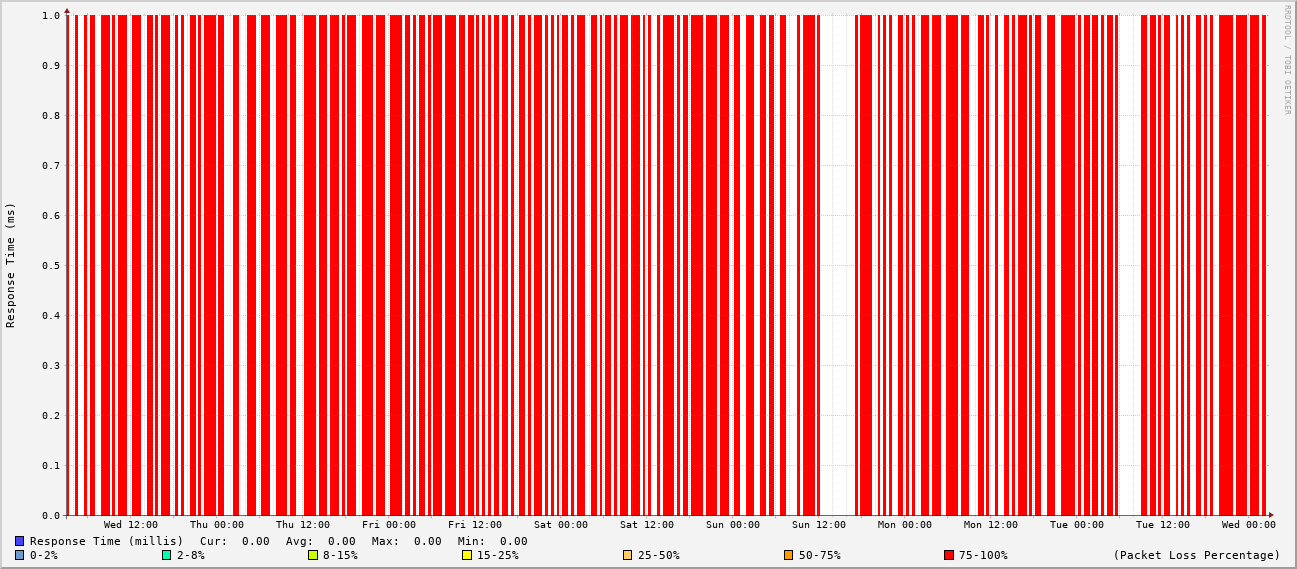 RRDTOOL / TOBI OETIKER
Response Time (ms)
1.0
0.9
0.8
0.7
0.6
0.5
0.4
0.3
0.2
0.1
0.0
Wed 12:00 Thu 00:00 Thu 12:00 Fri 00:00 Fri 12:00 Sat 00:00 Sat 12:00 Sun 00:00 Sun 12:00 Mon 00:00 Mon 12:00 Tue 00:00 Tue 12:00 Wed 00:00
Response Time (millis) Cur: 0.00 Avg: 0.00 Max: 0.00 Min: 0.00
0-2% 2-8% 8-15% 15-25% 25-50% 50-75% 75-100% (Packet Loss Percentage)